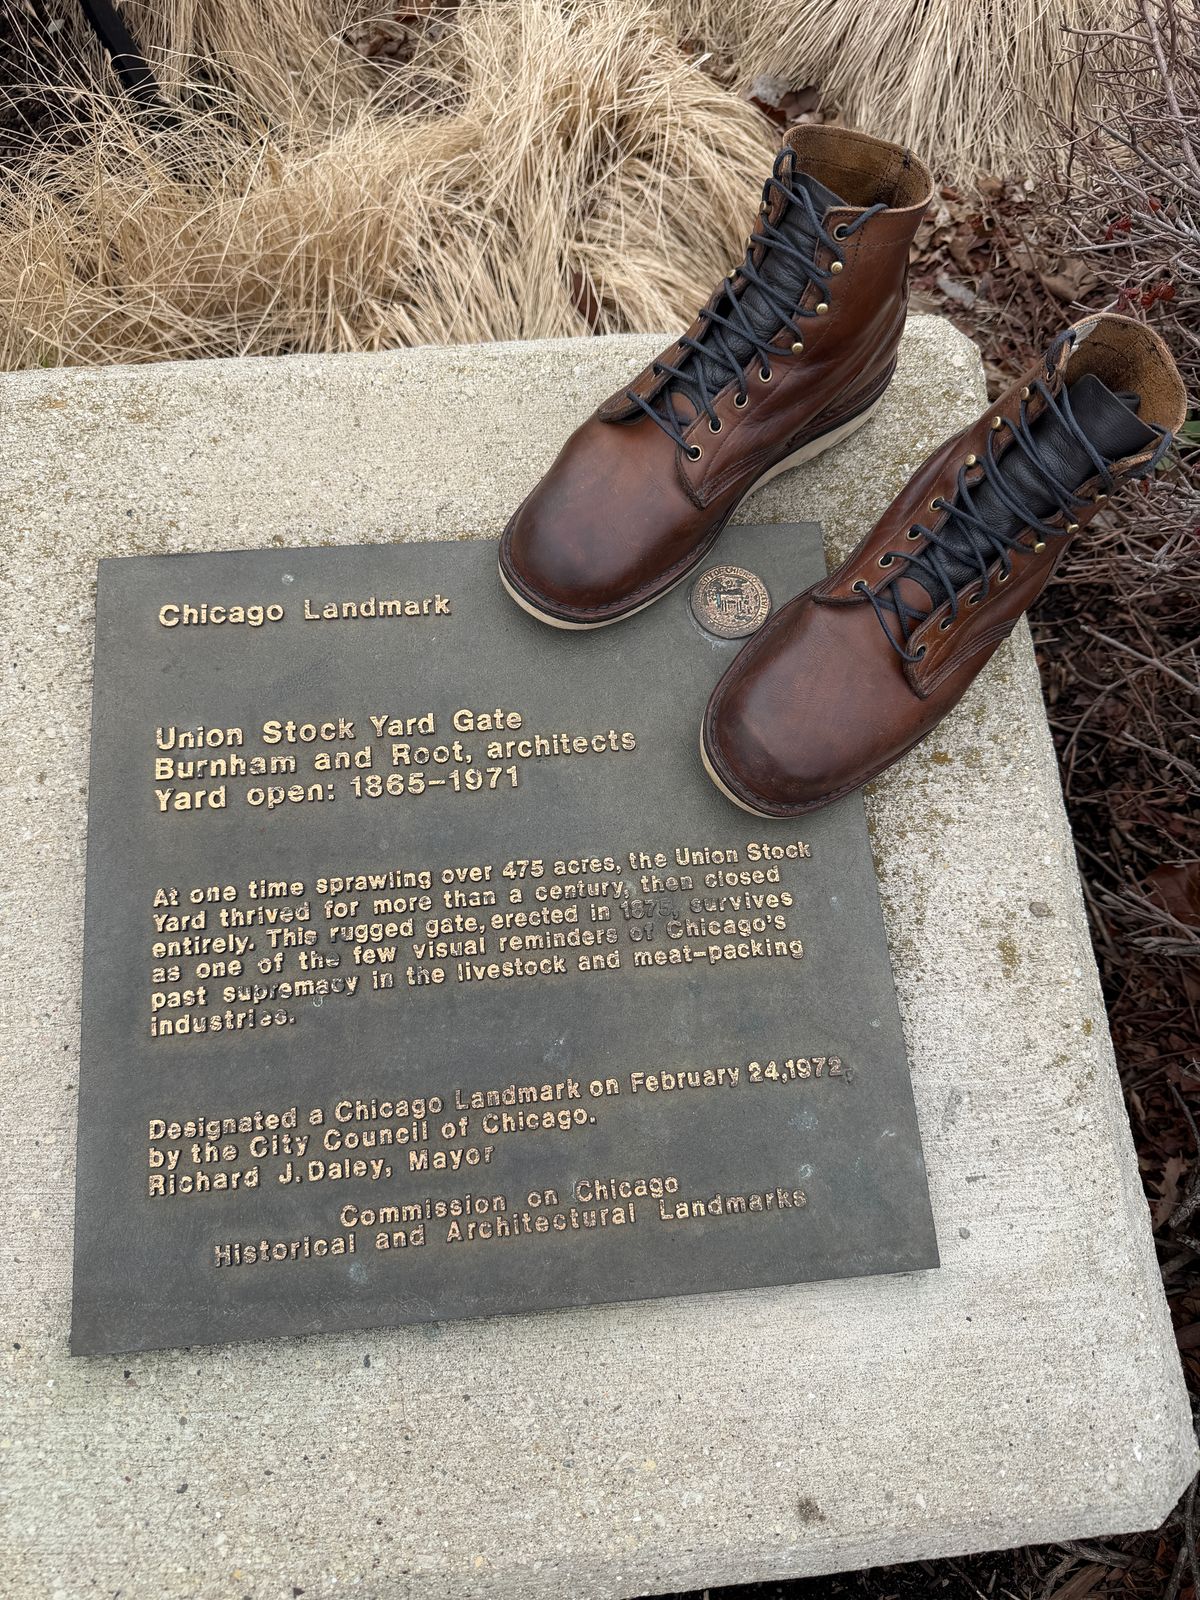 Chicago Landmark
Union Stock Yard Gate
Burnham and Root, architects
Yard open: 1865-1971
At one time sprawling over 475 acres, the Union Stock
Yard thrived for more than a century, then closed
entirely. This rugged gate, erected in 1875, survives
as one of the few visual reminders of Chicago's
past supremacy in the livestock and meat-packing
industries.
Designated a Chicago Landmark on February 24,1972,
by the City Council of Chicago.
Richard J. Daley, Mayor
Commission on Chicago
Historical and Architectural Landmarks